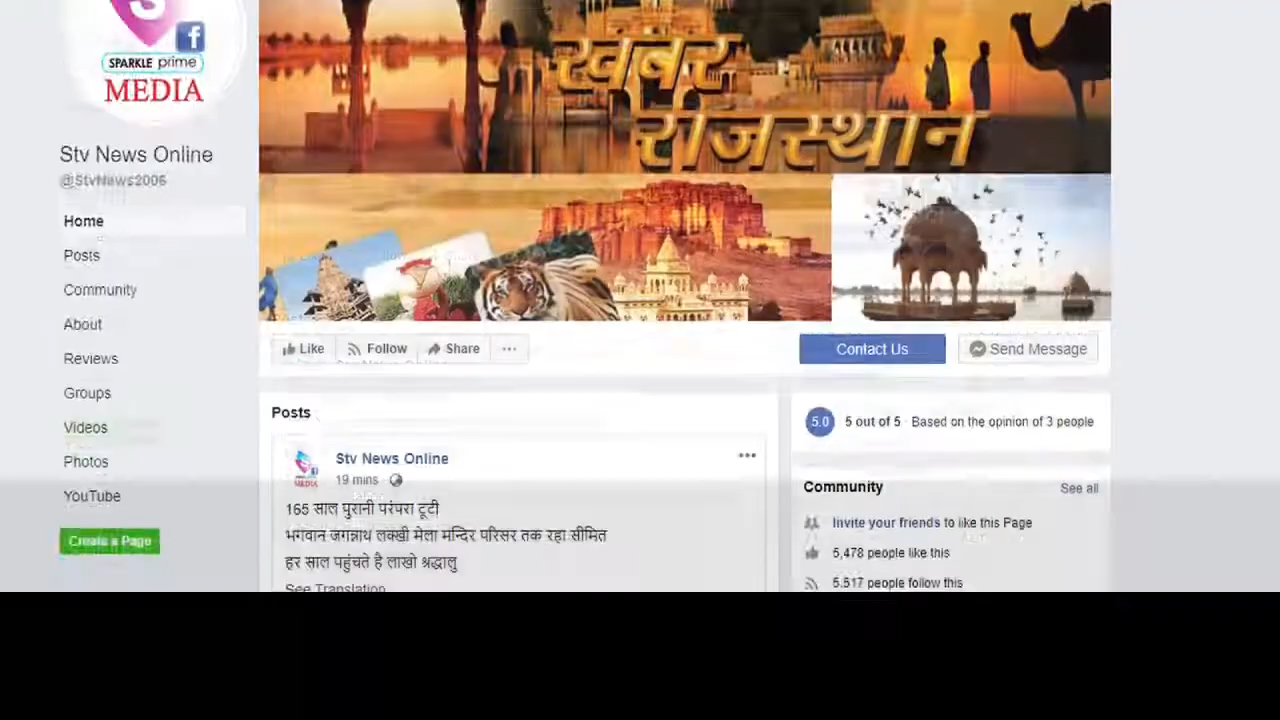 S
f
SPARKLE prime
MEDIA
खबर
राजस्थान
Stv News Online
@StvNews2006
Home
Posts
Community
About
Reviews
Groups
Videos
Photos
YouTube
Create a Page
Like
Follow
Share
Contact Us
Send Message
Posts
Stv News Online
19 mins
165 साल पुरानी परंपरा टूटी
भगवान जगन्नाथ लक्खी मेला मन्दिर परिसर तक रहा सीमित
हर साल पहुंचते है लाखो श्रद्धालु
See Translation
5.0 5 out of 5 · Based on the opinion of 3 people
Community See all
Invite your friends to like this Page
5,478 people like this
5,517 people follow this